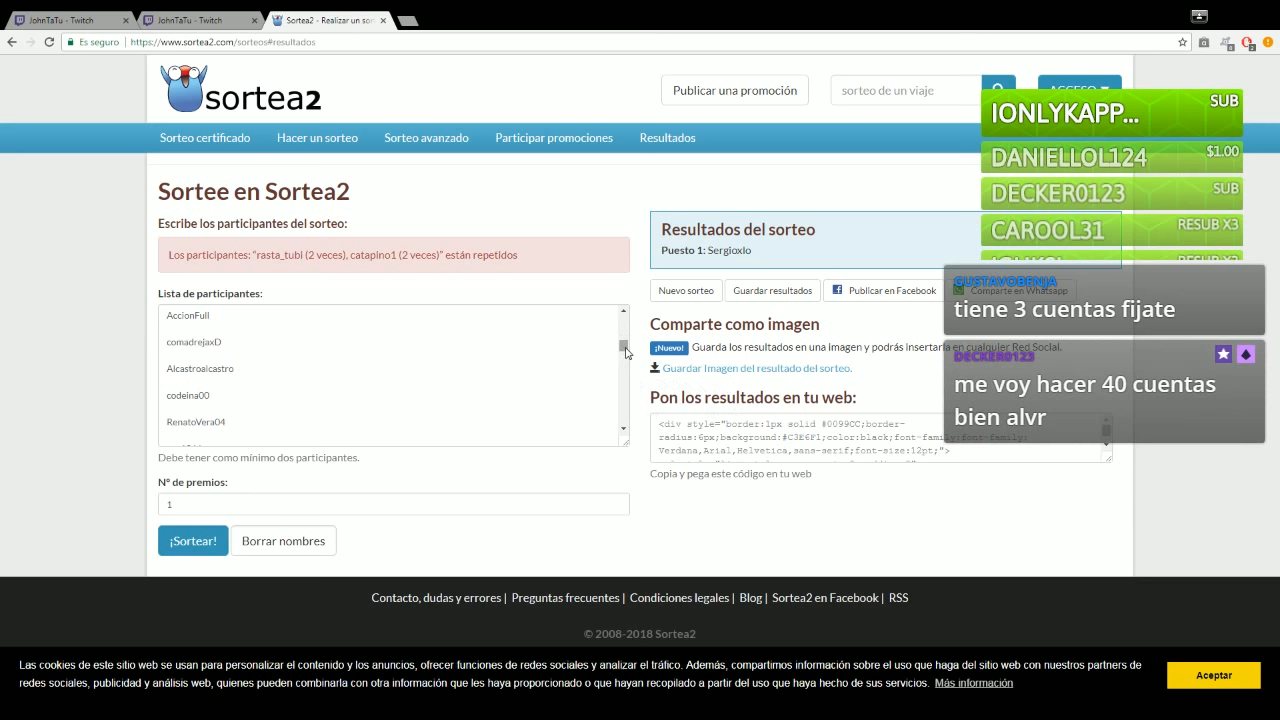 JohnTaTu - Twitch
JohnTaTu - Twitch
Sortea2 - Realizar un sor
Es seguro
https://www.sortea2.com/sorteos#resultados
sortea2
Publicar una promoción
sorteo de un viaje
ACCESO
Sorteo certificado
Hacer un sorteo
Sorteo avanzado
Participar promociones
Resultados
IONLYKAPP... SUB
DANIELLOL124 $1.00
DECKER0123 SUB
CAROOL31 RESUB X3
RESUB X3
Sortee en Sortea2
Escribe los participantes del sorteo:
Los participantes: "rasta_tubi (2 veces), catapino1 (2 veces)" están repetidos
Lista de participantes:
AccionFull
comadrejaxD
Alcastroalcastro
codeina00
RenatoVera04
Debe tener como mínimo dos participantes.
Nº de premios:
1
¡Sortear!
Borrar nombres
Resultados del sorteo
Puesto 1: Sergioxlo
Nuevo sorteo
Guardar resultados
Publicar en Facebook
Comparte en Whatsapp
Comparte como imagen
¡Nuevo! Guarda los resultados en una imagen y podrás insertarla en cualquier Red Social.
Guardar Imagen del resultado del sorteo.
Pon los resultados en tu web:
<div style="border:1px solid #0099CC;border-
radius:6px;background:#C3E6F1;color:black;font-family:font-family:
Verdana,Arial,Helvetica,sans-serif;font-size:12pt;">
Copia y pega este código en tu web
GUSTAVOBENJA
tiene 3 cuentas fijate
DECKER0123
me voy hacer 40 cuentas
bien alvr
Contacto, dudas y errores | Preguntas frecuentes | Condiciones legales | Blog | Sortea2 en Facebook | RSS
© 2008-2018 Sortea2
Las cookies de este sitio web se usan para personalizar el contenido y los anuncios, ofrecer funciones de redes sociales y analizar el tráfico. Además, compartimos información sobre el uso que haga del sitio web con nuestros partners de
redes sociales, publicidad y análisis web, quienes pueden combinarla con otra información que les haya proporcionado o que hayan recopilado a partir del uso que haya hecho de sus servicios. Más información
Aceptar